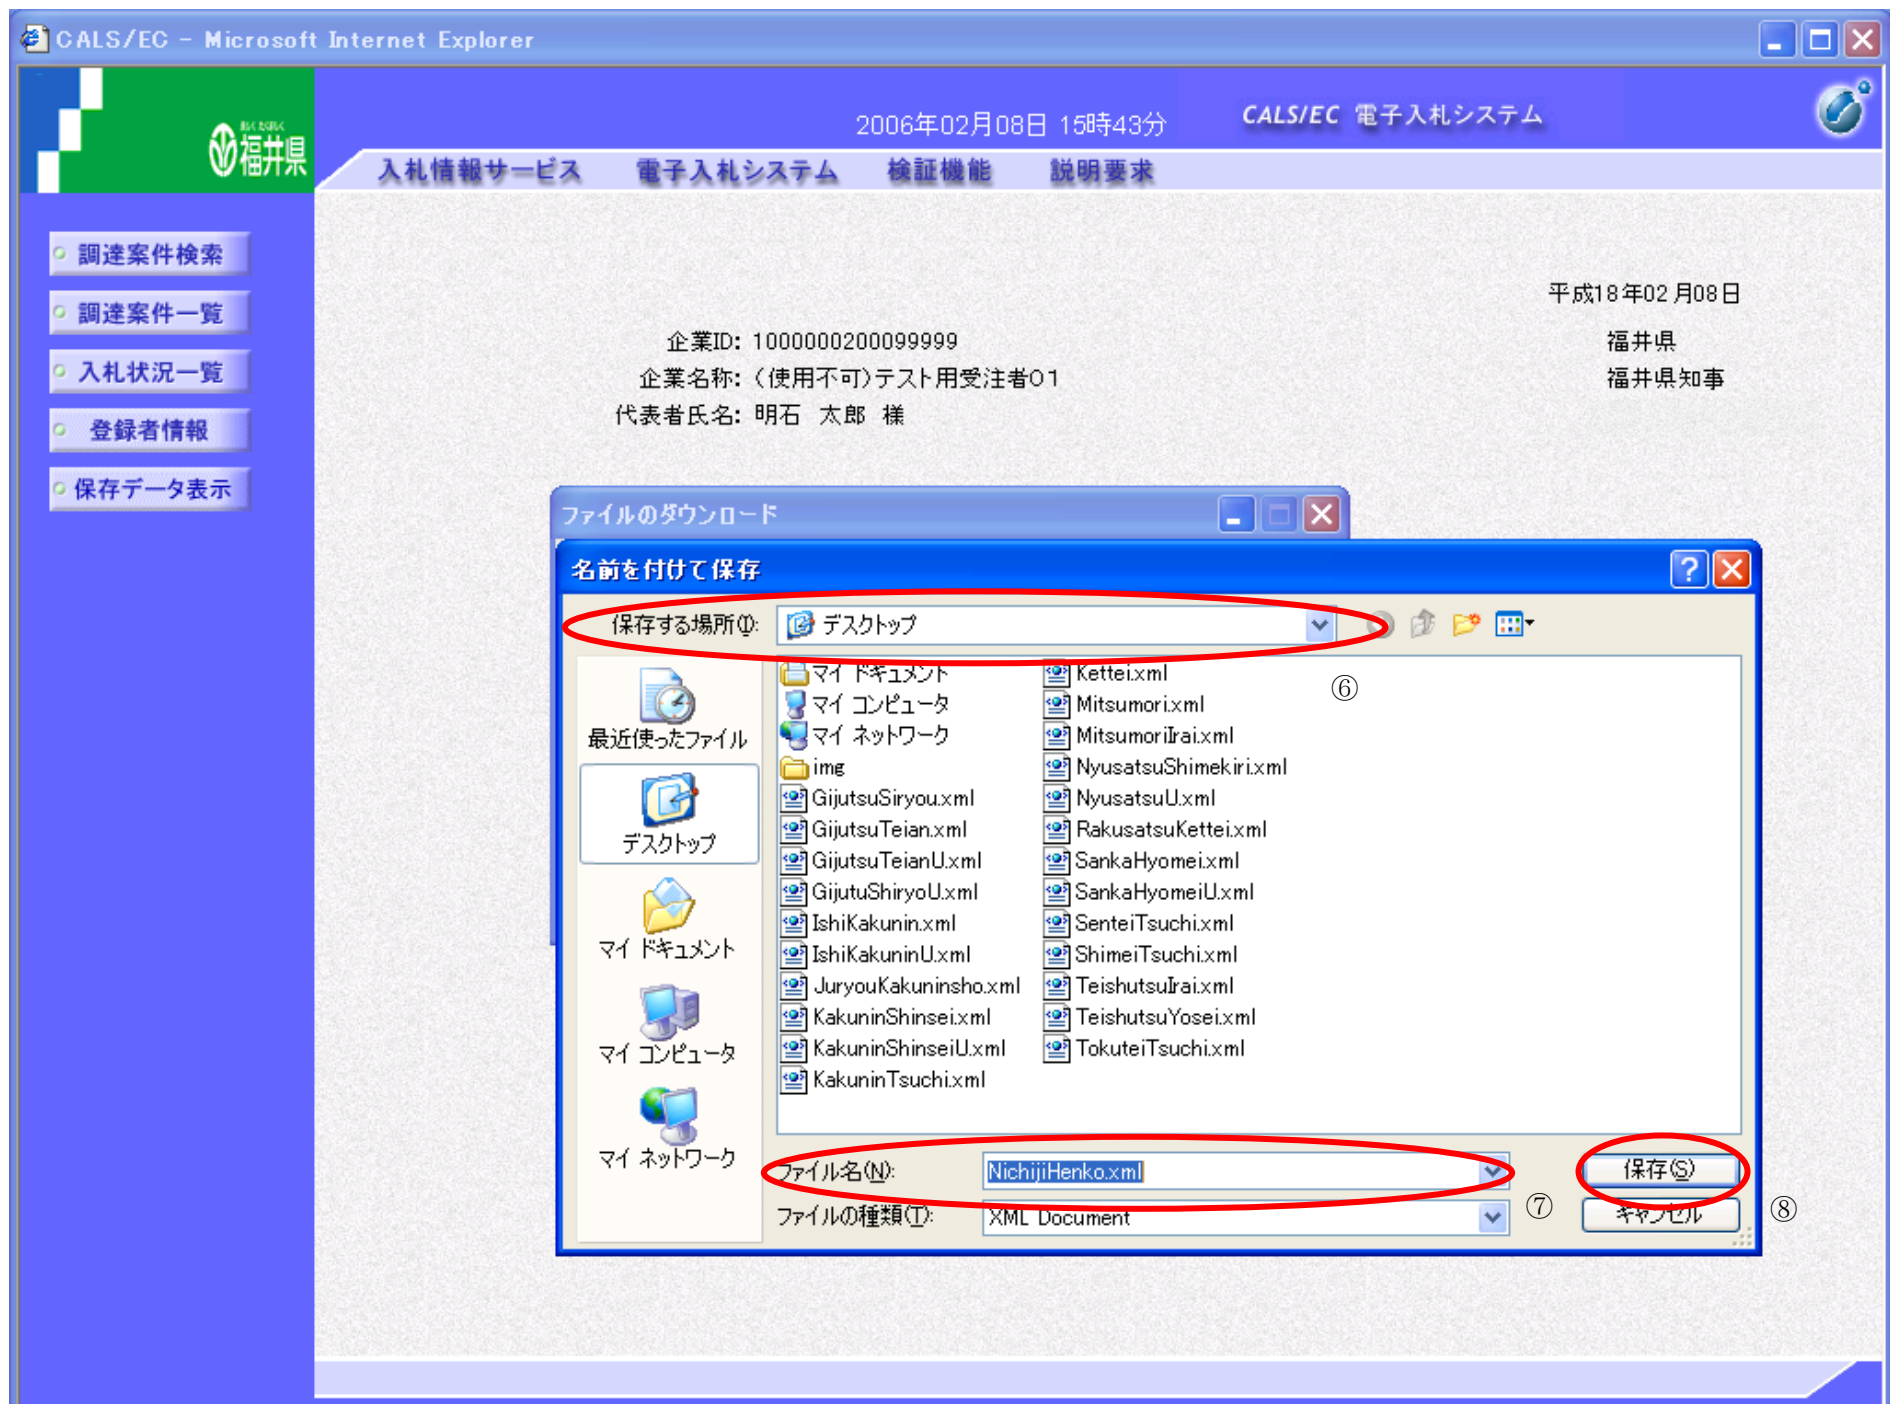 CALS/EC - Microsoft Internet Explorer
福井県
2006年02月08日 15時43分
CALS/EC 電子入札システム
入札情報サービス 電子入札システム 検証機能 説明要求
調達案件検索
調達案件一覧
入札状況一覧
登録者情報
保存データ表示
平成18年02月08日
企業ID: 1000000200099999
福井県
企業名称: (使用不可)テスト用受注者01
福井県知事
代表者氏名: 明石 太郎 様
ファイルのダウンロード
名前を付けて保存
保存する場所(I): デスクトップ
⑥
最近使ったファイル
デスクトップ
マイ ドキュメント
マイ コンピュータ
マイ ネットワーク
マイ ドキュメント
マイ コンピュータ
マイ ネットワーク
img
GijutsuSiryou.xml
GijutsuTeian.xml
GijutsuTeianU.xml
GijutuShiryoU.xml
IshiKakunin.xml
IshiKakuninU.xml
JuryouKakuninsho.xml
KakuninShinsei.xml
KakuninShinseiU.xml
KakuninTsuchi.xml
Kettei.xml
Mitsumori.xml
MitsumoriIrai.xml
NyusatsuShimekiri.xml
NyusatsuU.xml
RakusatsuKettei.xml
SankaHyomei.xml
SankaHyomeiU.xml
SenteiTsuchi.xml
ShimeiTsuchi.xml
TeishutsuIrai.xml
TeishutsuYosei.xml
TokuteiTsuchi.xml
ファイル名(N): NichijiHenko.xml
保存(S)
ファイルの種類(T): XML Document
⑦
キャンセル
⑧